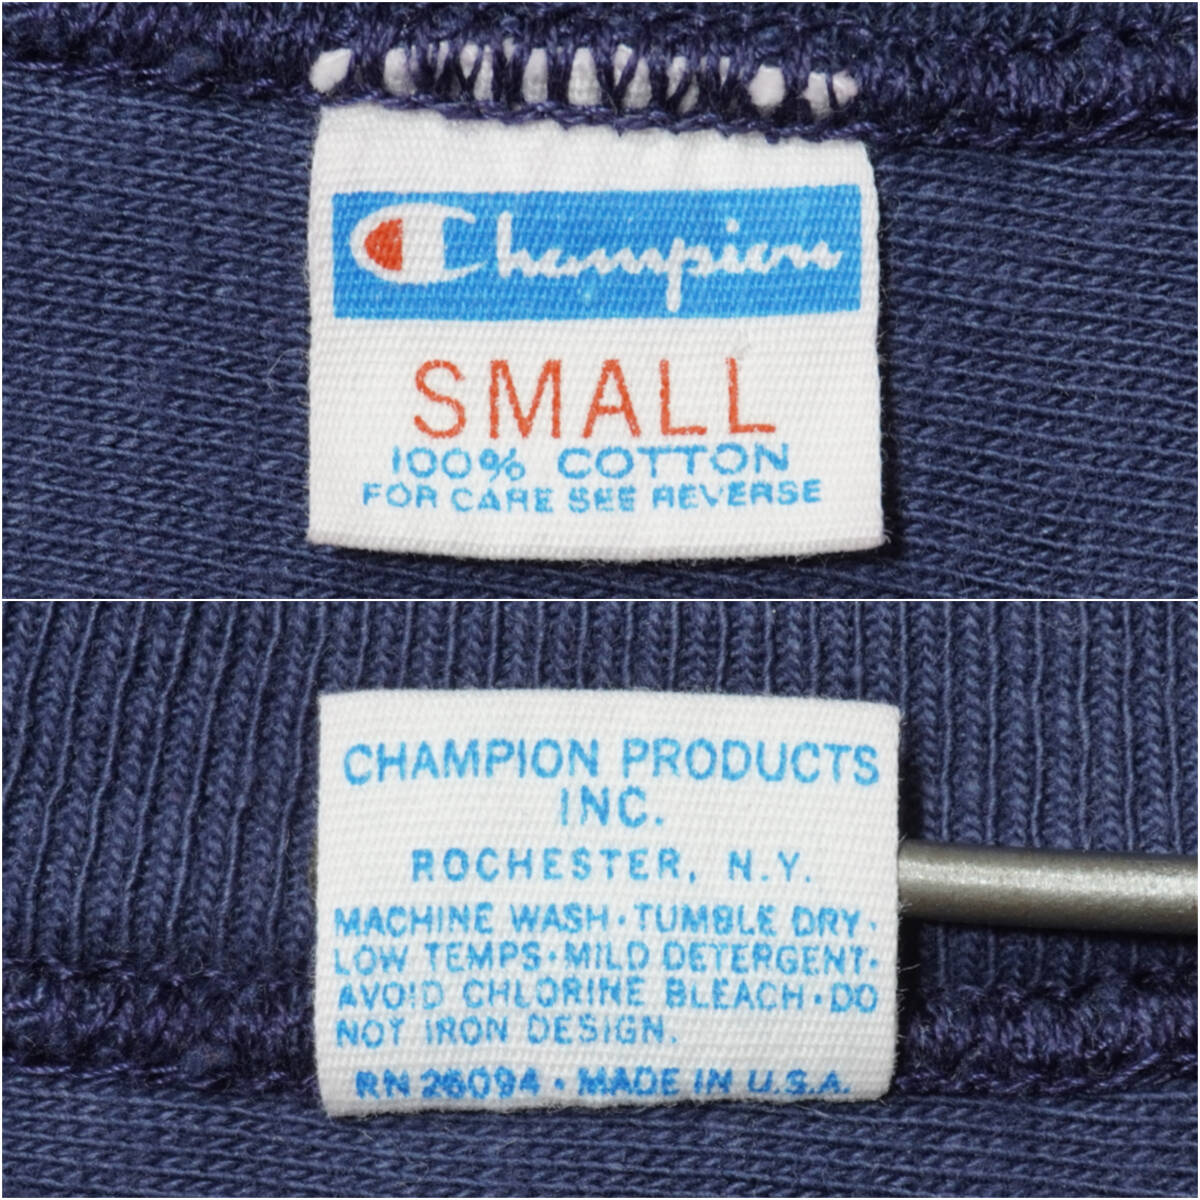 Champion
SMALL
100% COTTON
FOR CARE SEE REVERSE
CHAMPION PRODUCTS
INC.
ROCHESTER, N.Y.
MACHINE WASH·TUMBLE DRY·
LOW TEMPS·MILD DETERGENT·
AVOID CHLORINE BLEACH·DO
NOT IRON DESIGN.
RN 26094 · MADE IN U.S.A.